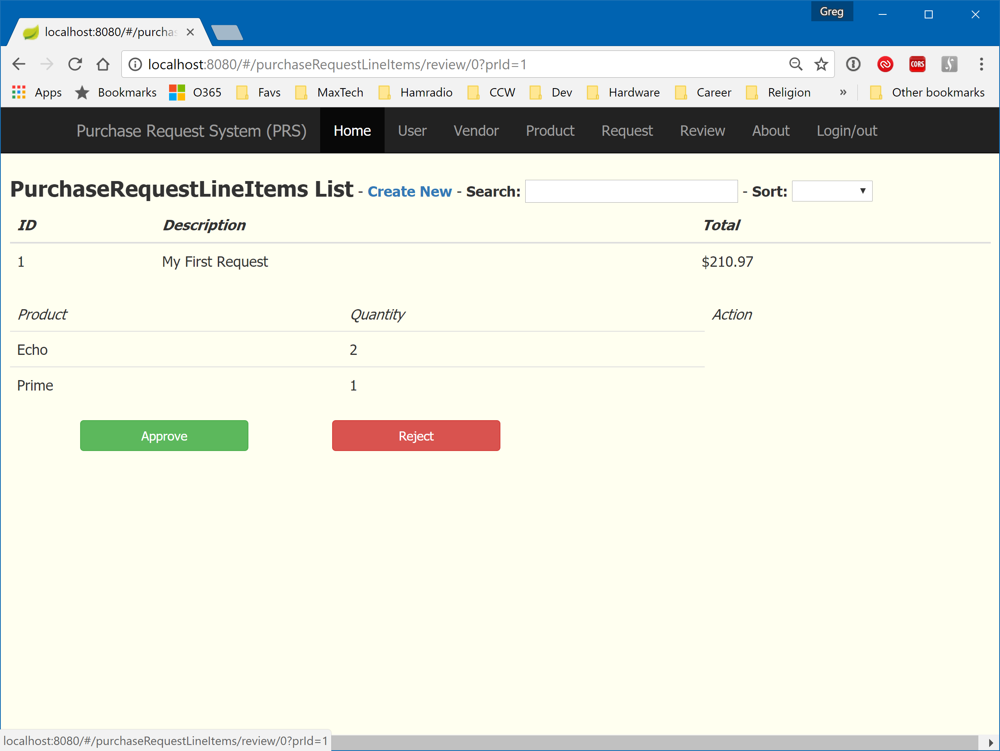 Greg
localhost:8080/#/purchas
localhost:8080/#/purchaseRequestLineItems/review/0?prId=1
CORS
Apps Bookmarks O365 Favs MaxTech Hamradio CCW Dev Hardware Career Religion » Other bookmarks
Purchase Request System (PRS) Home User Vendor Product Request Review About Login/out
PurchaseRequestLineItems List - Create New - Search: - Sort:
ID Description Total
1 My First Request $210.97
Product Quantity Action
Echo 2
Prime 1
Approve Reject
localhost:8080/#/purchaseRequestLineItems/review/0?prId=1